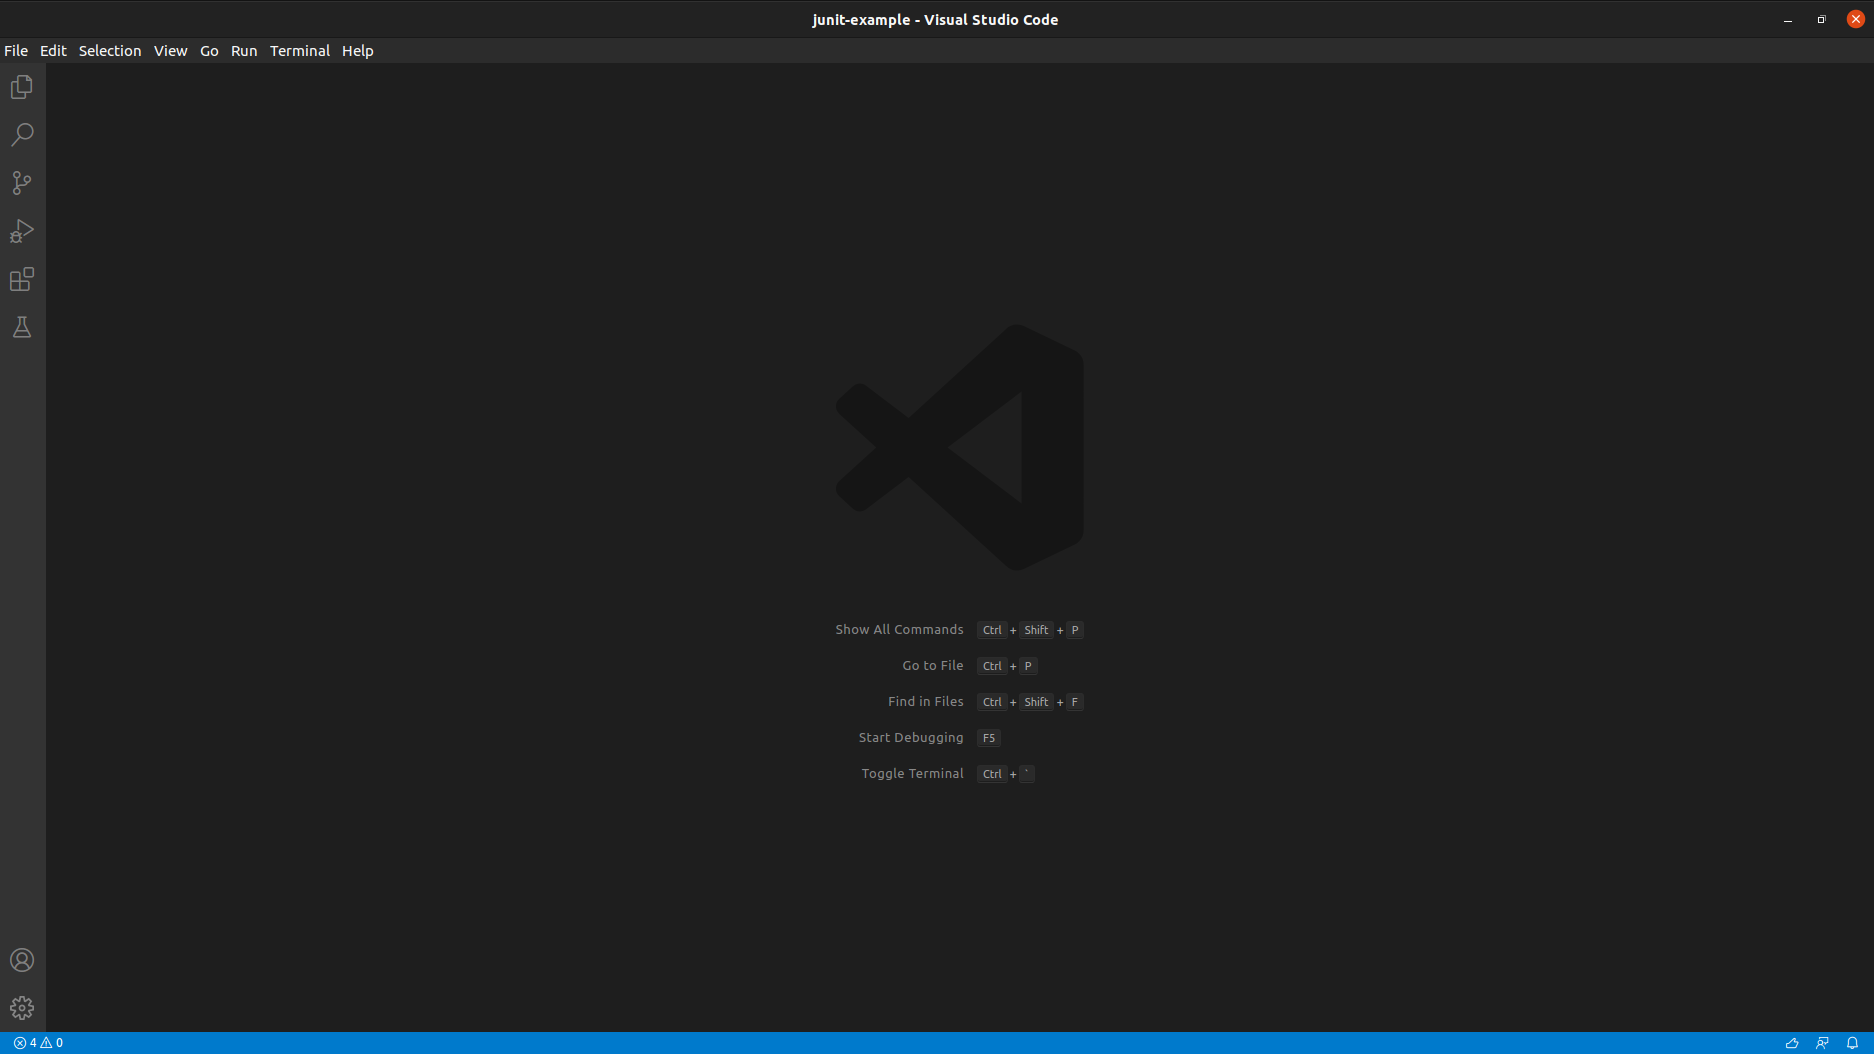 junit-example - Visual Studio Code
File Edit Selection View Go Run Terminal Help
Show All Commands Ctrl + Shift + P
Go to File Ctrl + P
Find in Files Ctrl + Shift + F
Start Debugging F5
Toggle Terminal Ctrl + `
4 0